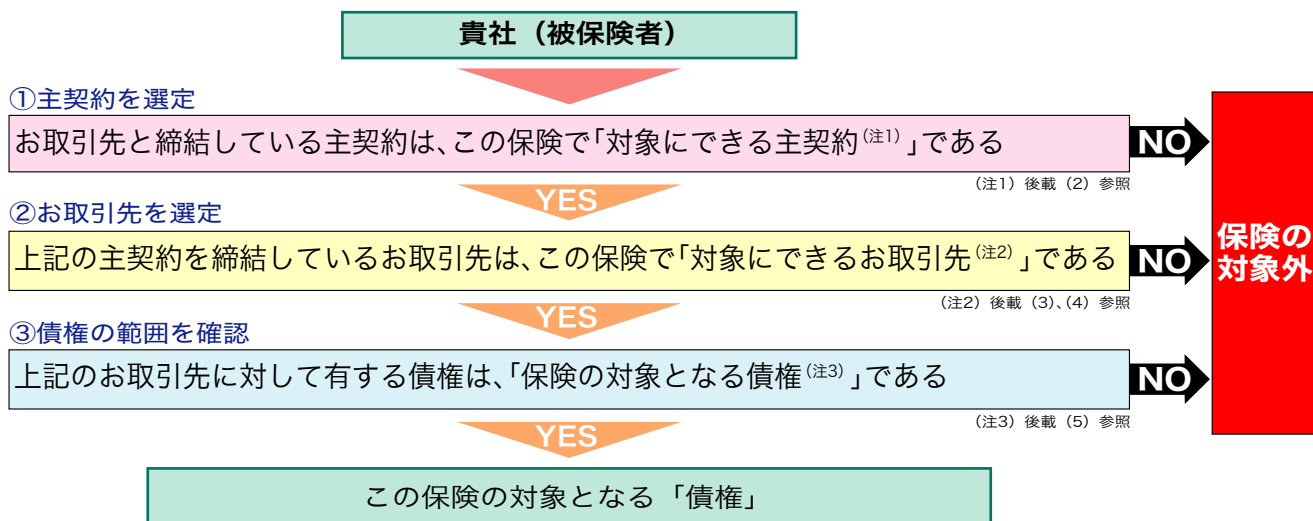 貴社（被保険者）
①主契約を選定
お取引先と締結している主契約は、この保険で「対象にできる主契約(注1)」である
NO
(注1) 後載 (2) 参照
YES
②お取引先を選定
上記の主契約を締結しているお取引先は、この保険で「対象にできるお取引先(注2)」である
NO
保険の
対象外
(注2) 後載 (3)、(4) 参照
YES
③債権の範囲を確認
上記のお取引先に対して有する債権は、「保険の対象となる債権(注3)」である
NO
(注3) 後載 (5) 参照
YES
この保険の対象となる「債権」